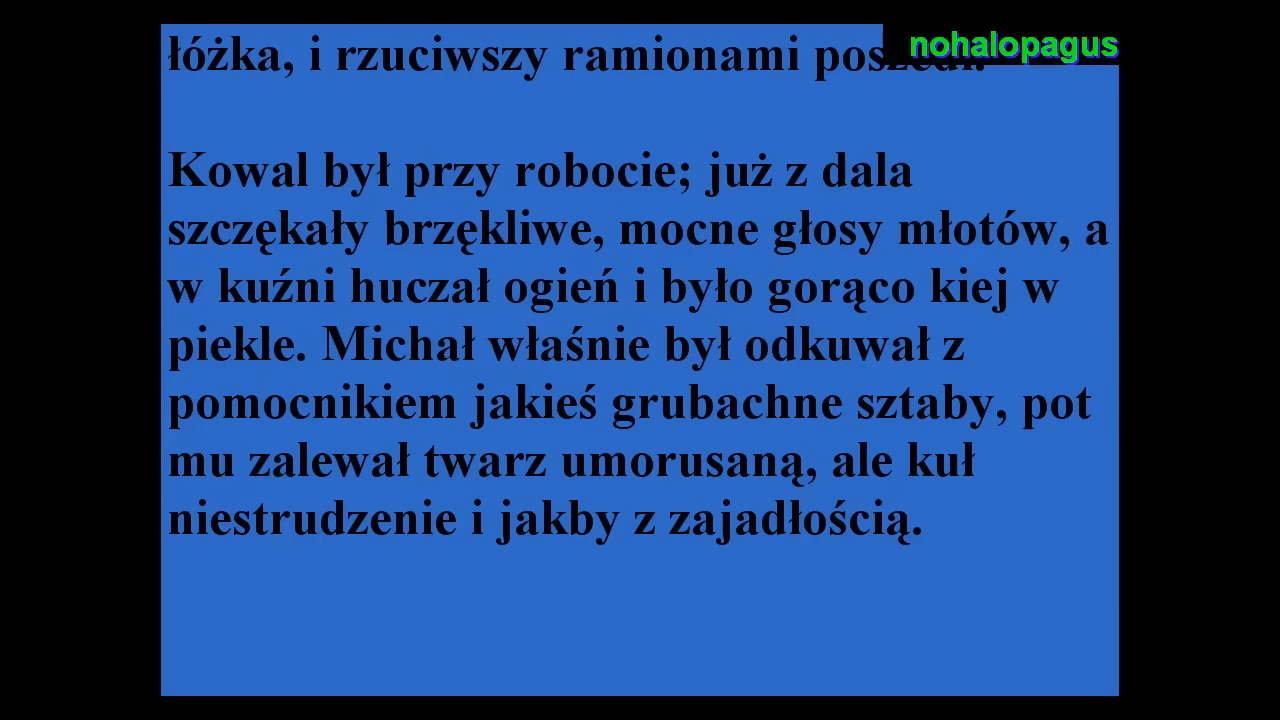 łóżka, i rzuciwszy ramionami
nohalopagus
Kowal był przy robocie; już z dala
szczękały brzękliwe, mocne głosy młotów, a
w kuźni huczał ogień i było gorąco kiej w
piekle. Michał właśnie był odkuwał z
pomocnikiem jakieś grubachne sztaby, pot
mu zalewał twarz umorusaną, ale kuł
niestrudzenie i jakby z zajadłością.